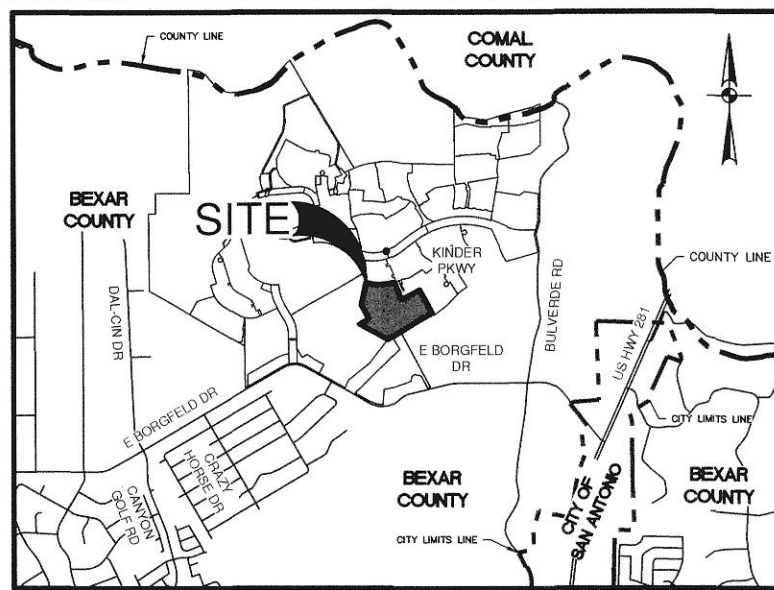 COUNTY LINE
COMAL
COUNTY
BEXAR
COUNTY
SITE
KINDER
PKWY
COUNTY LINE
DAL-CIN DR
BULVERDE RD
US HWY 281
E BORGFELD
DR
E BORGFELD DR
CITY LIMITS LINE
CRAZY
HORSE DR
CANYON
GOLF RD
BEXAR
COUNTY
CITY OF
SAN ANTONIO
BEXAR
COUNTY
CITY LIMITS LINE